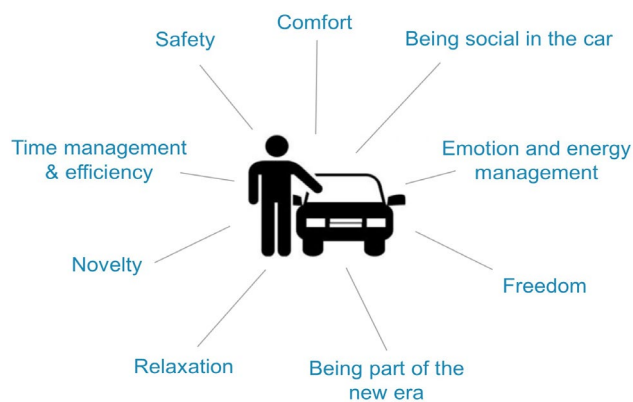 Comfort
Safety
Being social in the car
Time management
& efficiency
Emotion and energy
management
Novelty
Freedom
Relaxation
Being part of the
new era